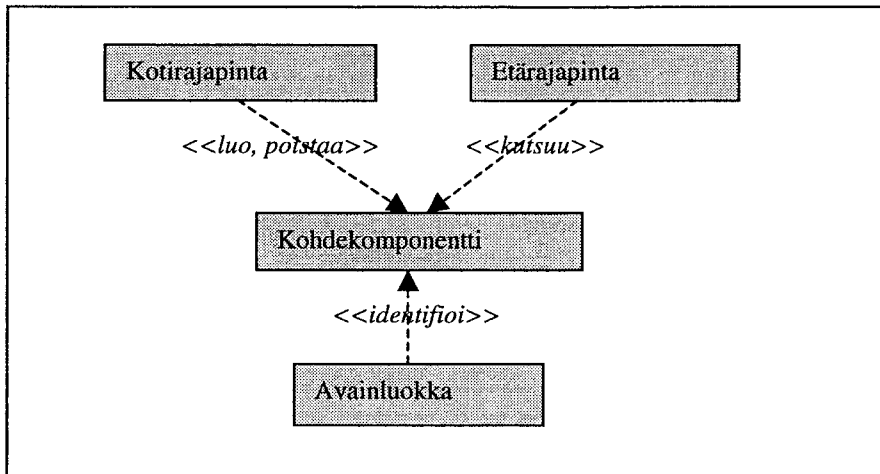 Kotirajapinta
Etärajapinta
<<luo, poistaa>>
<<kutsuu>>
Kohdekomponentti
<<identifioi>>
Avainluokka